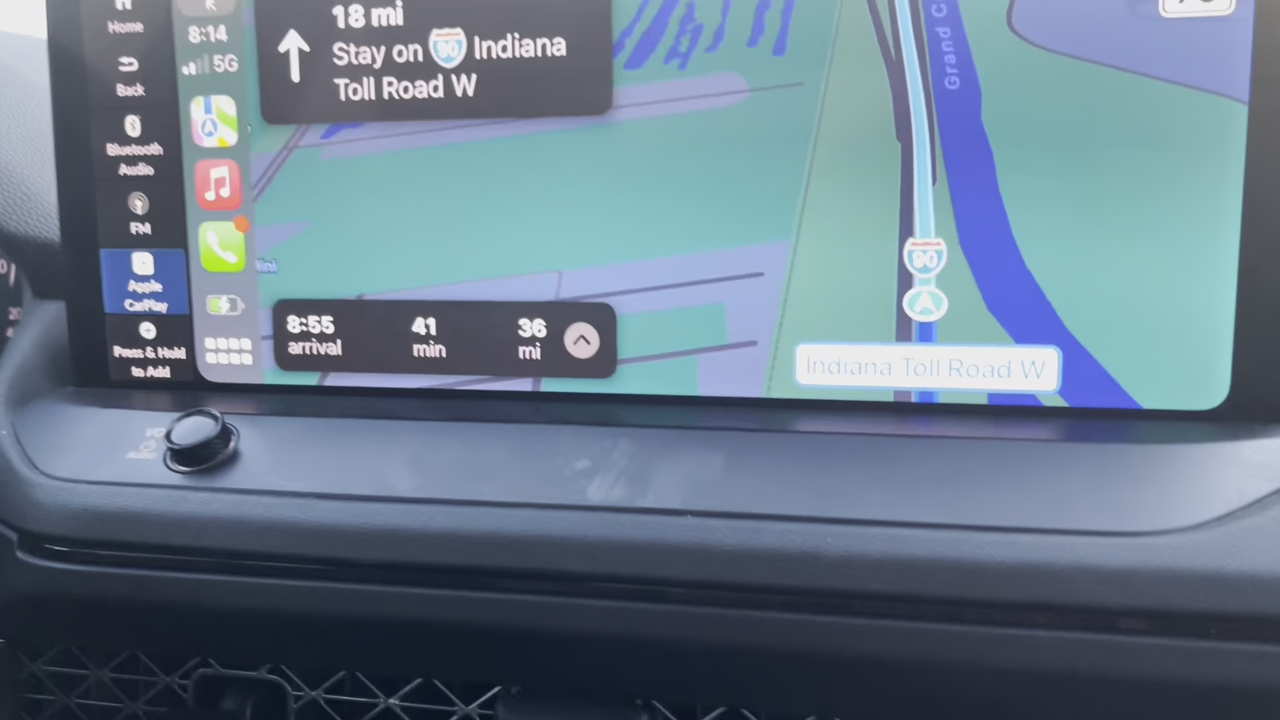 Home
8:14
5G
Back
Bluetooth
Audio
FM
Apple
CarPlay
Press & Hold
to Add
18 mi
Stay on 90 Indiana
Toll Road W
8:55
arrival
41
min
36
mi
Grand C
90
Indiana Toll Road W
AUDIO